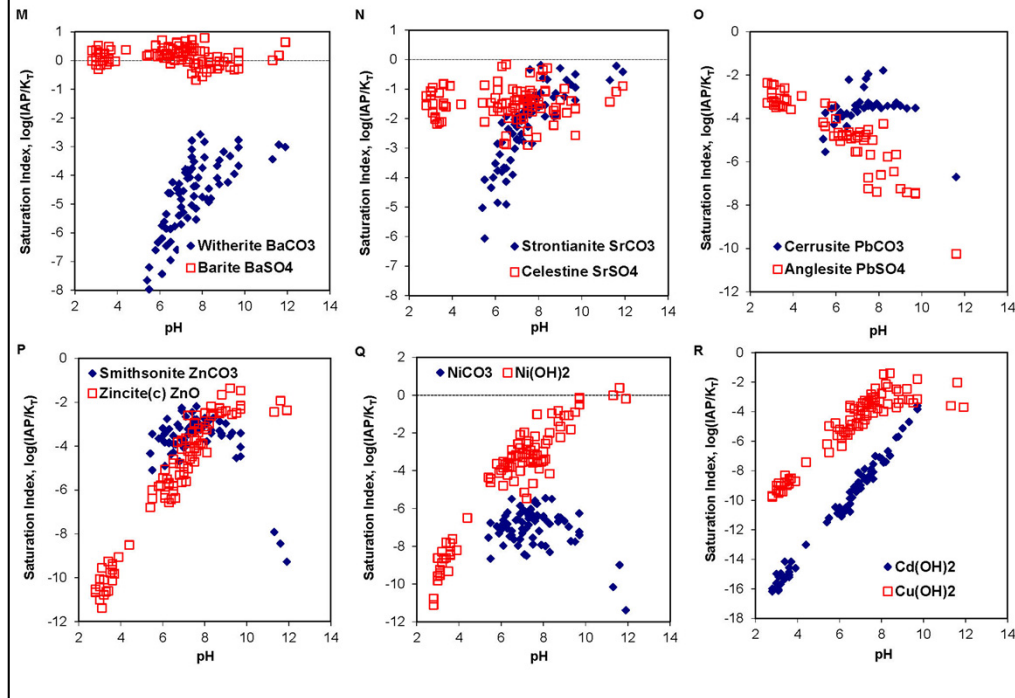 M
Saturation Index, log(IAP/KT)
1
0
-1
-2
-3
-4
-5
-6
-7
-8
Witherite BaCO3
Barite BaSO4
2 4 6 8 10 12 14
pH
N
Saturation Index, log(IAP/KT)
1
0
-1
-2
-3
-4
-5
-6
-7
-8
Strontianite SrCO3
Celestine SrSO4
2 4 6 8 10 12 14
pH
O
Saturation Index, log(IAP/KT)
0
-2
-4
-6
-8
-10
-12
Cerrusite PbCO3
Anglesite PbSO4
2 4 6 8 10 12 14
pH
P
Saturation Index, log(IAP/KT)
0
-2
-4
-6
-8
-10
-12
Smithsonite ZnCO3
Zincite(c) ZnO
2 4 6 8 10 12 14
pH
Q
Saturation Index, log(IAP/KT)
2
0
-2
-4
-6
-8
-10
-12
NiCO3 Ni(OH)2
2 4 6 8 10 12 14
pH
R
Saturation Index, log(IAP/KT)
0
-2
-4
-6
-8
-10
-12
-14
-16
-18
Cd(OH)2
Cu(OH)2
2 4 6 8 10 12 14
pH